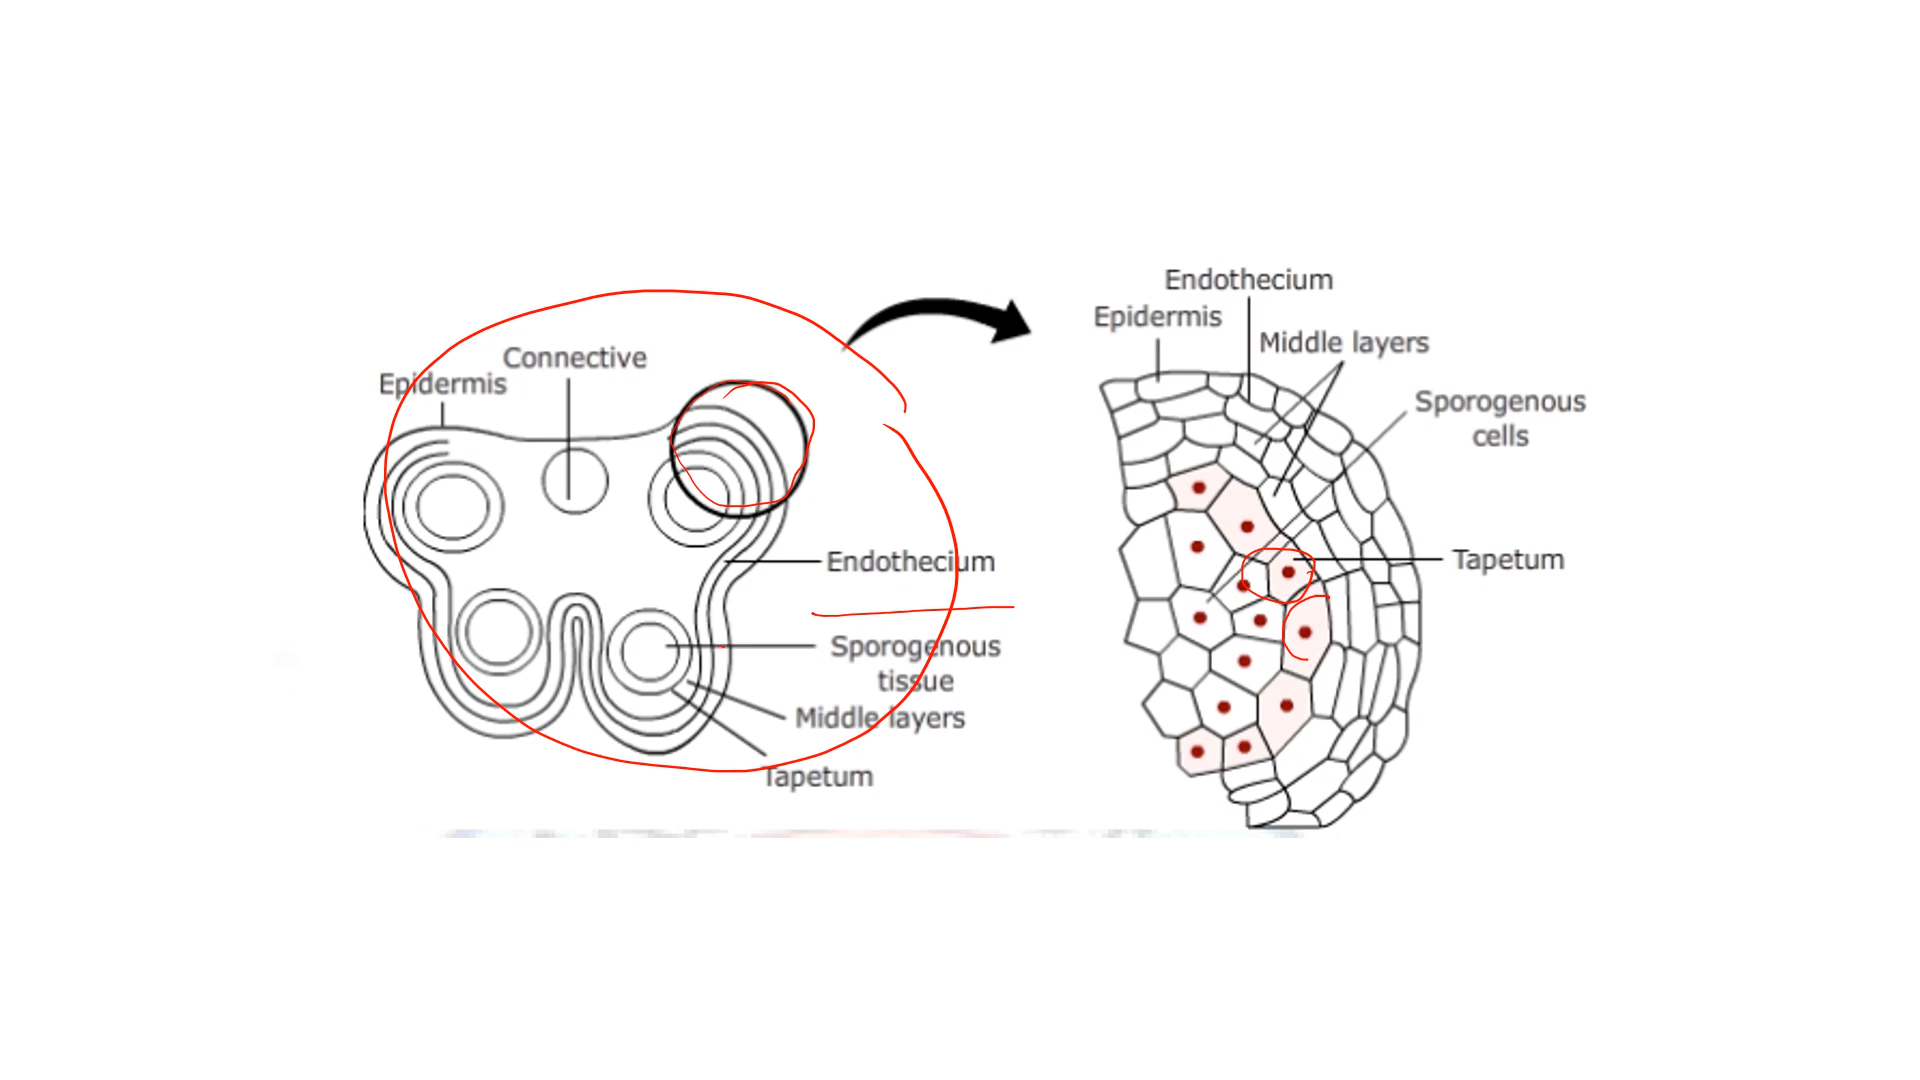 Connective
Epidermis
Endothecium
Sporogenous
tissue
Middle layers
Tapetum
Endothecium
Epidermis
Middle layers
Sporogenous
cells
Tapetum